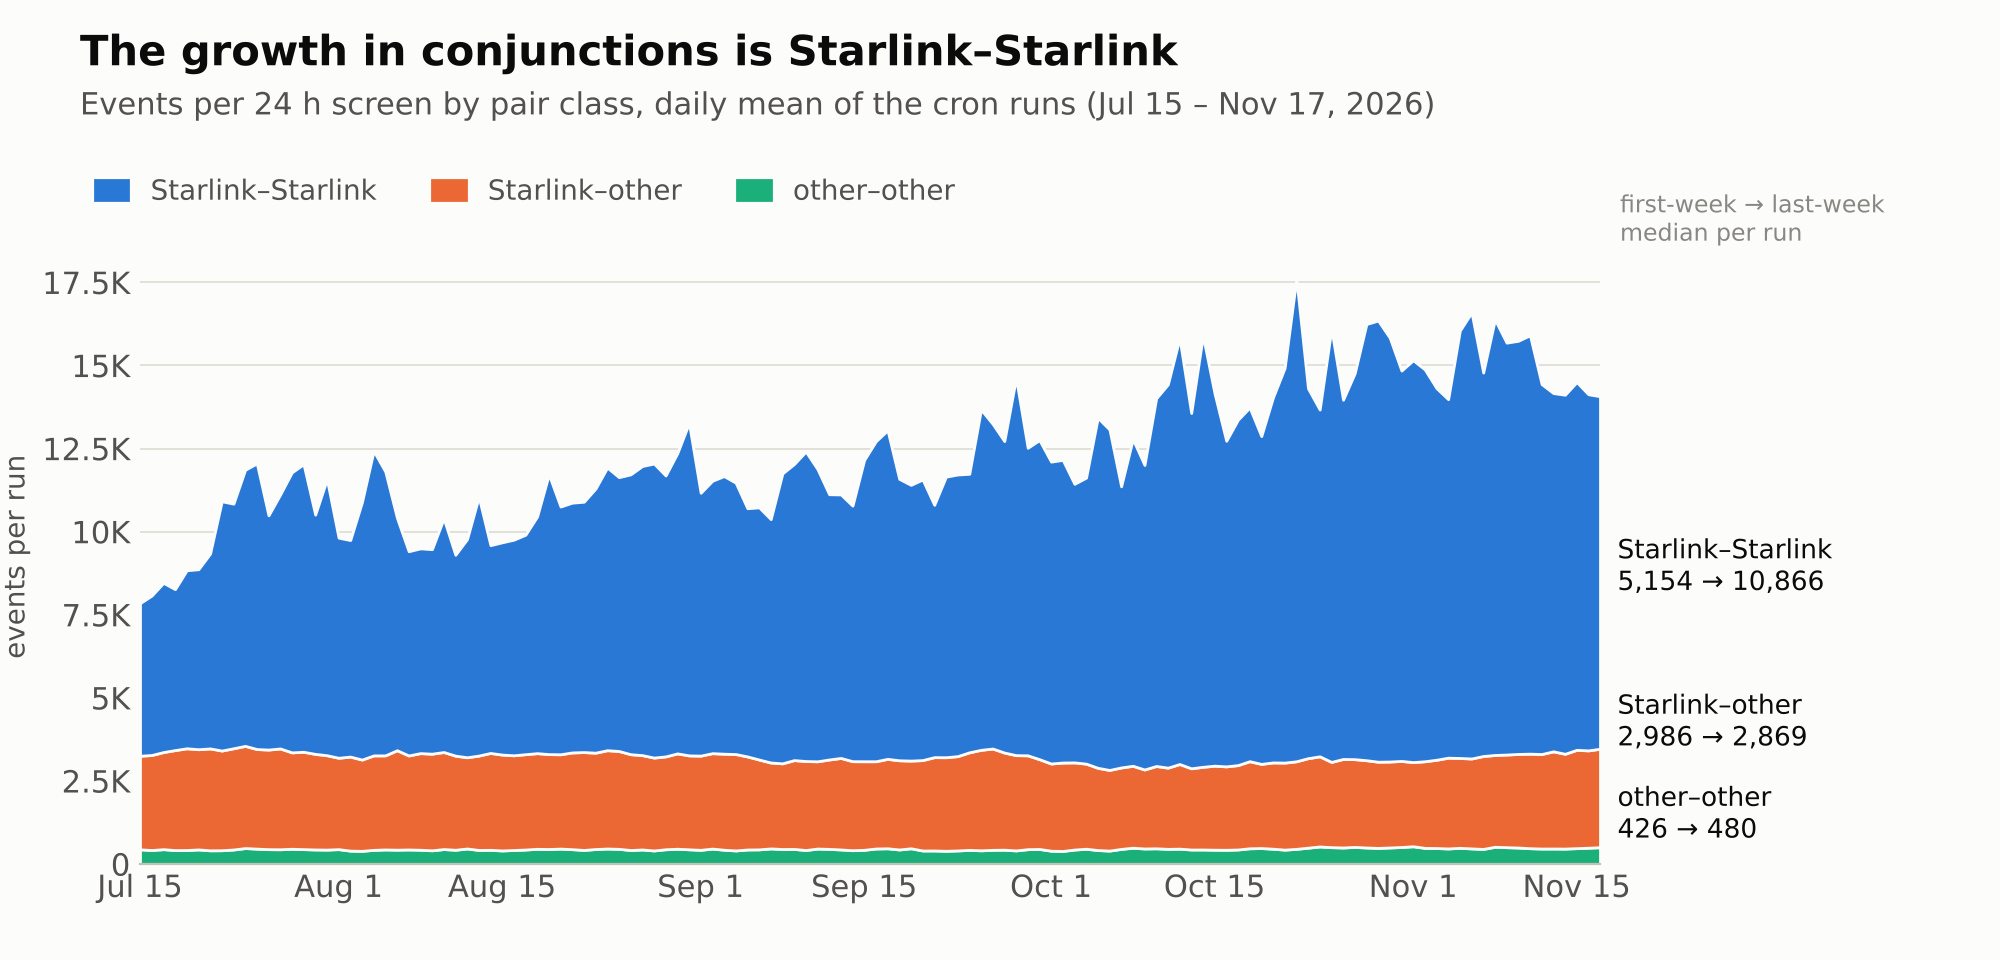 The growth in conjunctions is Starlink–Starlink
Events per 24 h screen by pair class, daily mean of the cron runs (Jul 15 – Nov 17, 2026)
Starlink–Starlink
Starlink–other
other–other
first-week → last-week
median per run
17.5K
15K
12.5K
10K
7.5K
5K
2.5K
0
events per run
Starlink–Starlink
5,154 → 10,866
Starlink–other
2,986 → 2,869
other–other
426 → 480
Jul 15
Aug 1
Aug 15
Sep 1
Sep 15
Oct 1
Oct 15
Nov 1
Nov 15